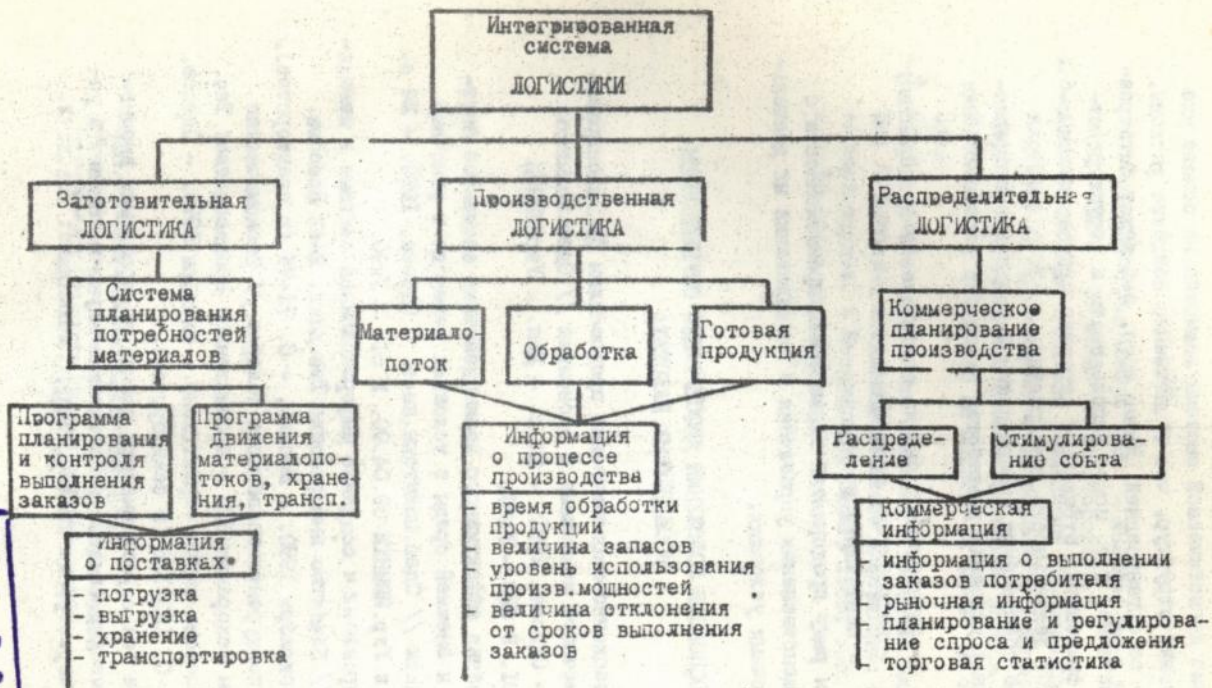 Интегрированная
система
ЛОГИСТИКИ
Заготовительная
ЛОГИСТИКА
Производственная
ЛОГИСТИКА
Распределительная
ЛОГИСТИКА
Система
планирования
потребностей
материалов
Материало-
поток
Обработка
Готовая
продукция
Коммерческое
планирование
производства
Программа
планирования
и контроля
выполнения
заказов
Программа
движения
материалопо-
токов, хране-
ния, трансп.
Информация
о процессе
производства
Распреде-
ление
Стимулирова-
ние сбыта
Информация
о поставках
- погрузка
- выгрузка
- хранение
- транспортировка
- время обработки
продукции
- величина запасов
- уровень использования
произв.мощностей
- величина отклонения
от сроков выполнения
заказов
Коммерческая
информация
- информация о выполнении
заказов потребителя
- рыночная информация
- планирование и регулирова-
ние спроса и предложения
- торговая статистика